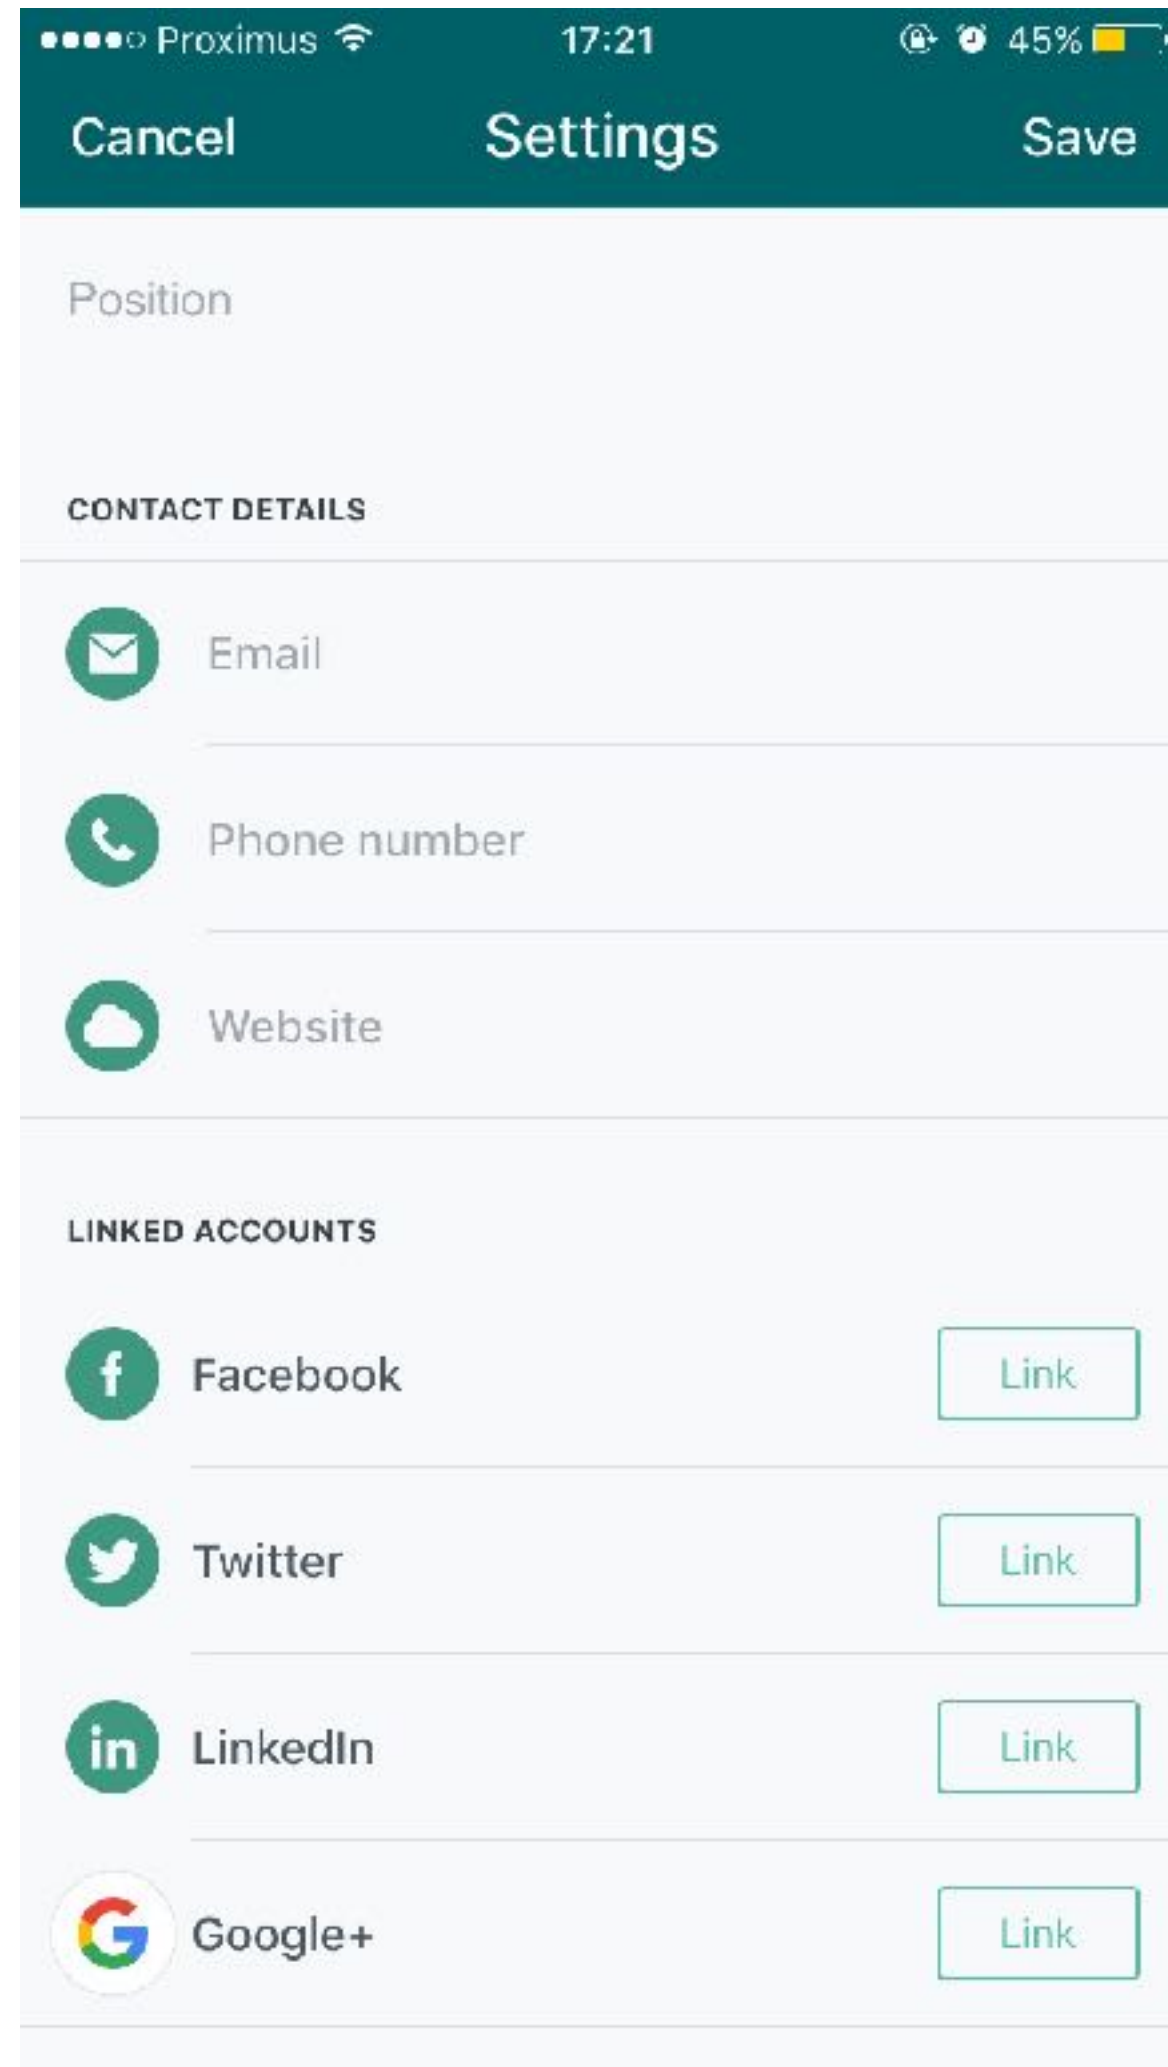 Proximus 17:21 45%
Cancel Settings Save
Position
CONTACT DETAILS
Email
Phone number
Website
LINKED ACCOUNTS
f Facebook Link
Twitter Link
in LinkedIn Link
G Google+ Link